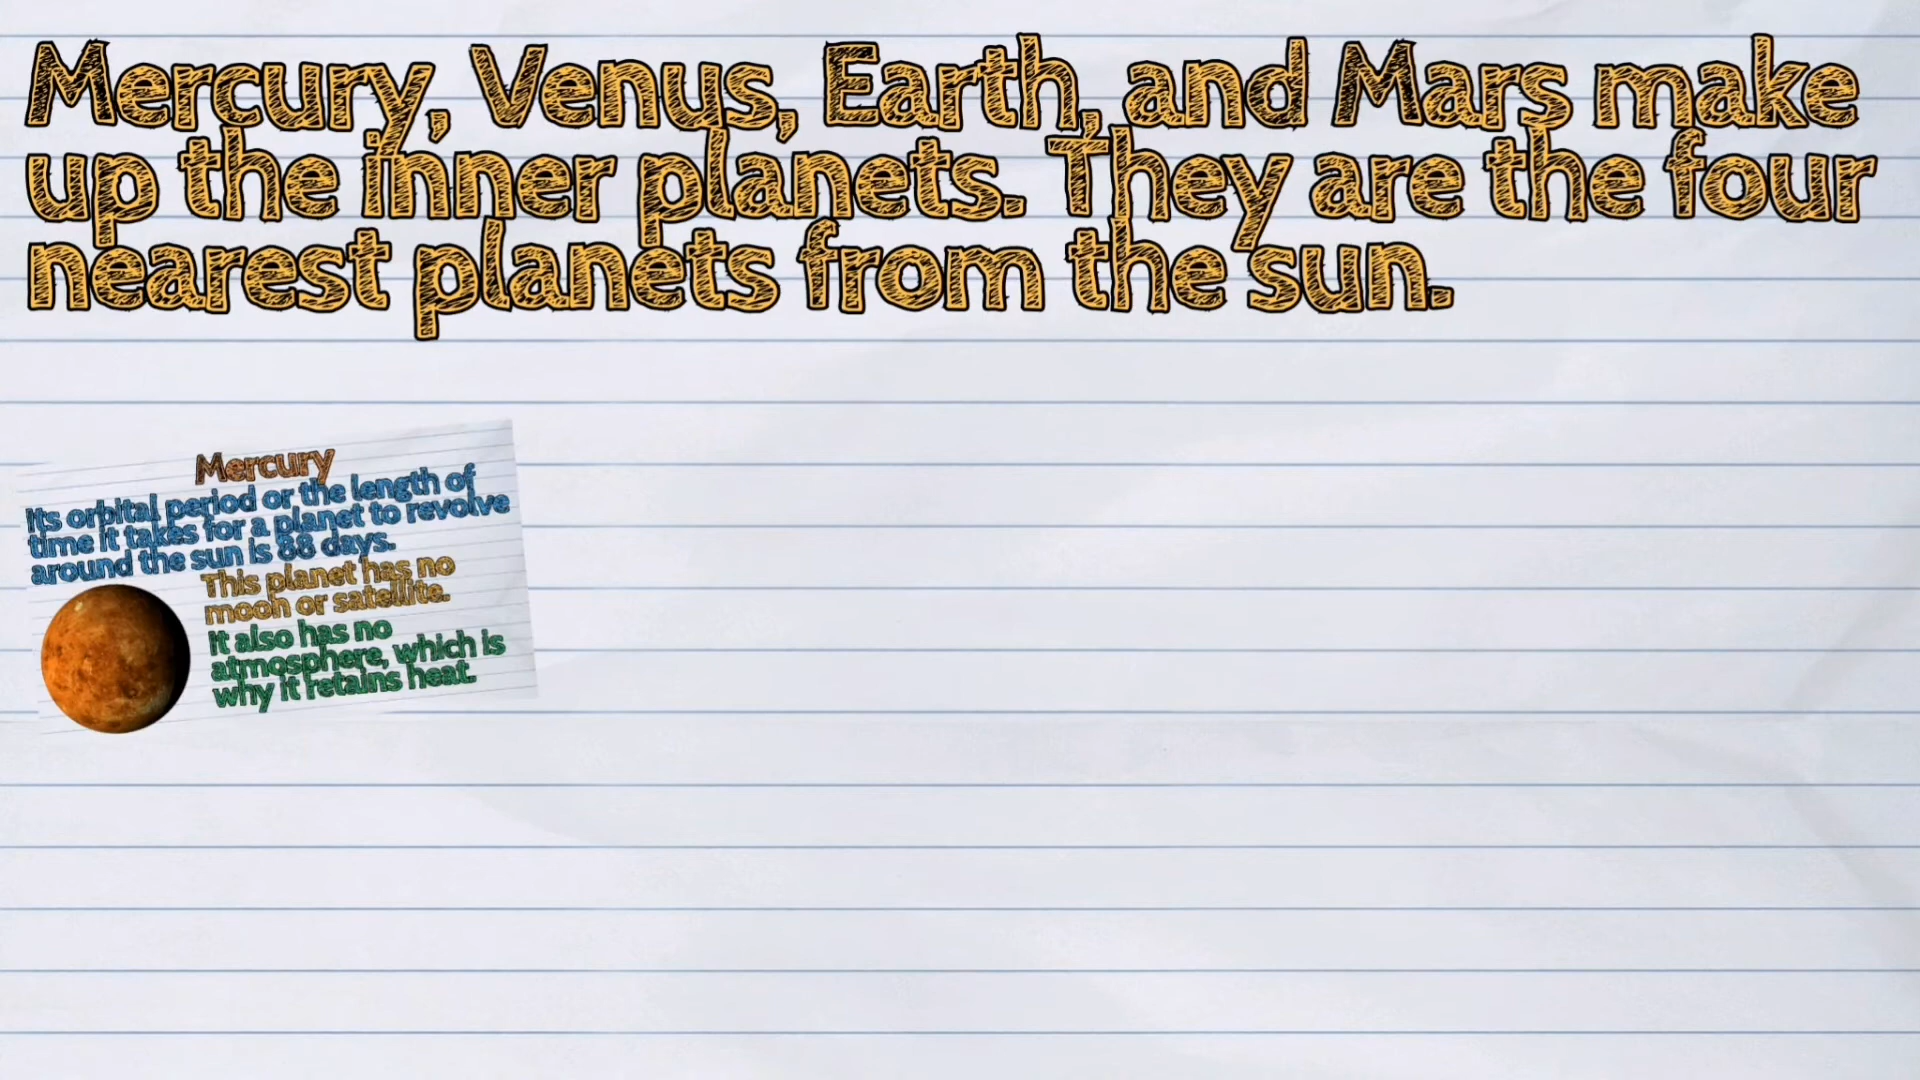 Mercury, Venus, Earth, and Mars make
up the inner planets. They are the four
nearest planets from the sun.
Mercury
Its orbital period or the length of
time it takes for a planet to revolve
around the sun is 88 days.
This planet has no
moon or satellite.
It also has no
atmosphere, which is
why it retains heat.